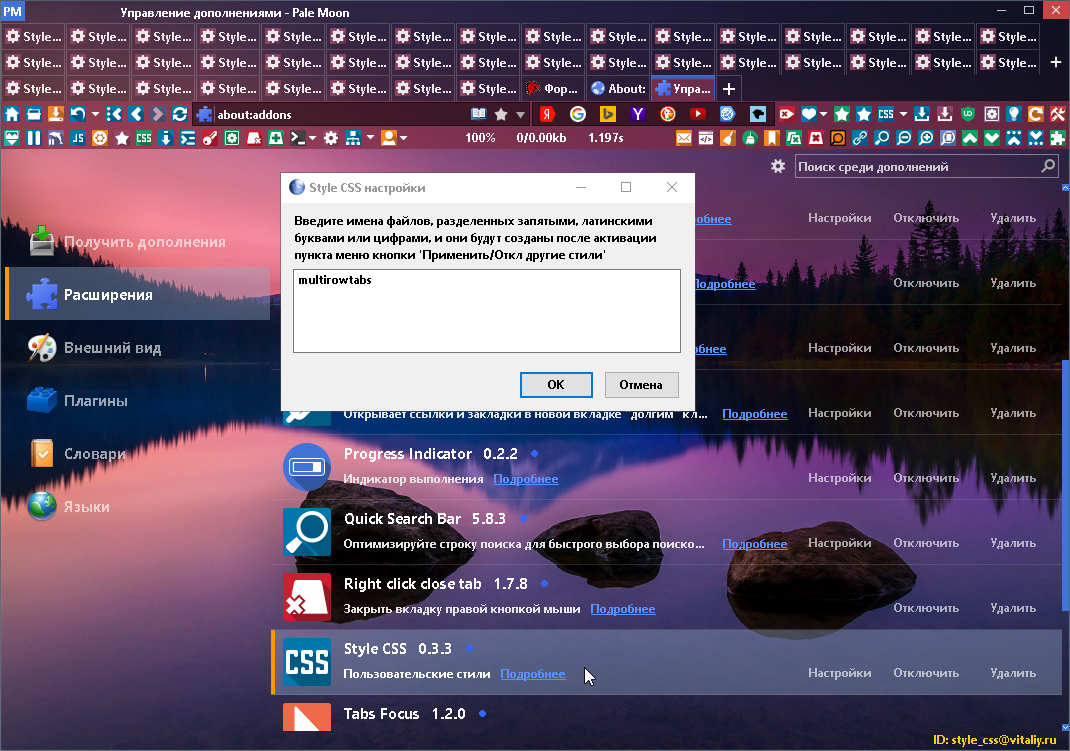 PM Управление дополнениями - Pale Moon
Style... Style... Style... Style... Style... Style... Style... Style... Style... Style... Style... Style... Style... Style... Style... Style...
Style... Style... Style... Style... Style... Style... Style... Style... Style... Style... Style... Style... Style... Style... Style... Style...
Style... Style... Style... Style... Style... Style... Style... Style... Фор... About: Упра...
about:addons
100% 0/0.00kb 1.197s
Поиск среди дополнений
Style CSS настройки
Введите имена файлов, разделенных запятыми, латинскими
буквами или цифрами, и они будут созданы после активации
пункта меню кнопки 'Применить/Откл другие стили'
multirowtabs
OK Отмена
Получить дополнения
Расширения
Внешний вид
Плагины
Словари
Языки
обнее Настройки Отключить Удалить
Подробнее Отключить Удалить
бнее Настройки Отключить Удалить
Открывает ссылки и закладки в новой вкладке "долгим" кл... Подробнее Настройки Отключить Удалить
Progress Indicator 0.2.2
Индикатор выполнения Подробнее Настройки Отключить Удалить
Quick Search Bar 5.8.3
Оптимизируйте строку поиска для быстрого выбора поиско... Подробнее Настройки Отключить Удалить
Right click close tab 1.7.8
Закрыть вкладку правой кнопкой мыши Подробнее Отключить Удалить
CSS
Style CSS 0.3.3
Пользовательские стили Подробнее Настройки Отключить Удалить
Tabs Focus 1.2.0
ID: style_css@vitaliy.ru